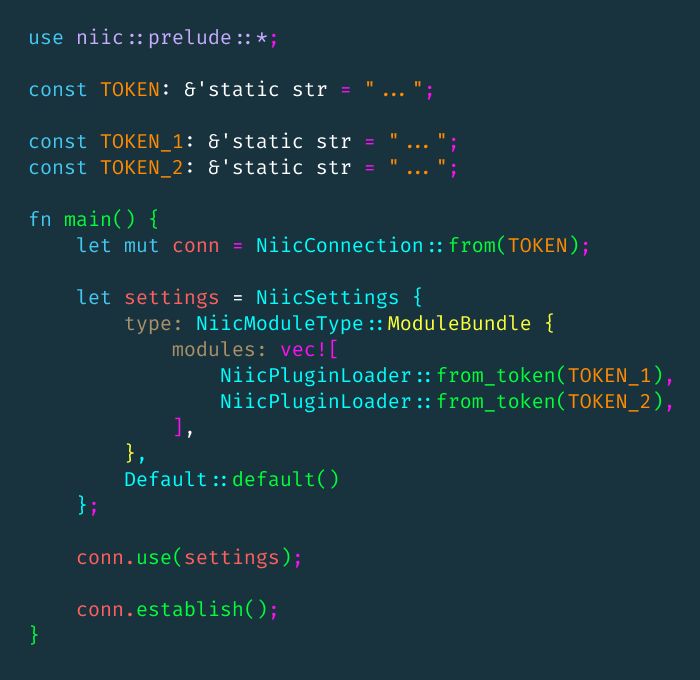 use niic::prelude::*;
const TOKEN: &'static str = "...";
const TOKEN_1: &'static str = "...";
const TOKEN_2: &'static str = "...";
fn main() {
    let mut conn = NiicConnection::from(TOKEN);
    let settings = NiicSettings {
        type: NiicModuleType::ModuleBundle {
            modules: vec![
                NiicPluginLoader::from_token(TOKEN_1),
                NiicPluginLoader::from_token(TOKEN_2),
            ],
        },
        Default::default()
    };
    conn.use(settings);
    conn.establish();
}